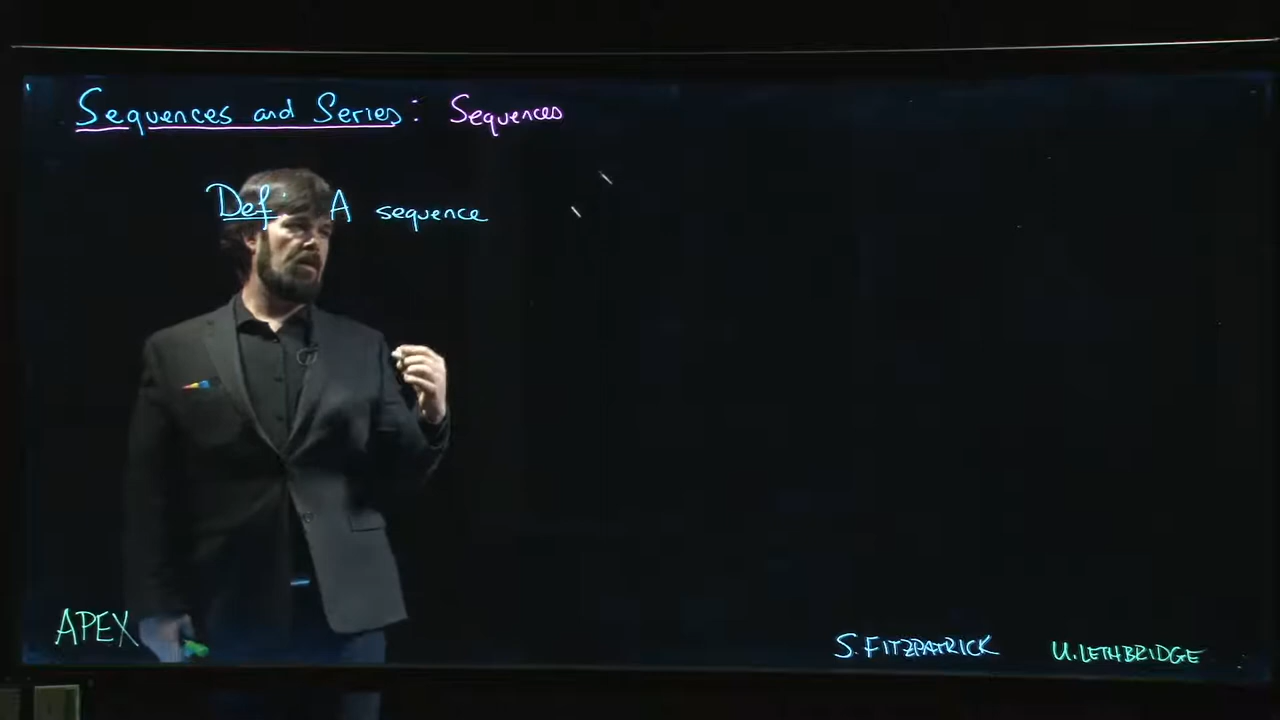 Sequences and Series: Sequences
Def: A sequence
APEX
S. FITZPATRICK
U. LETHBRIDGE